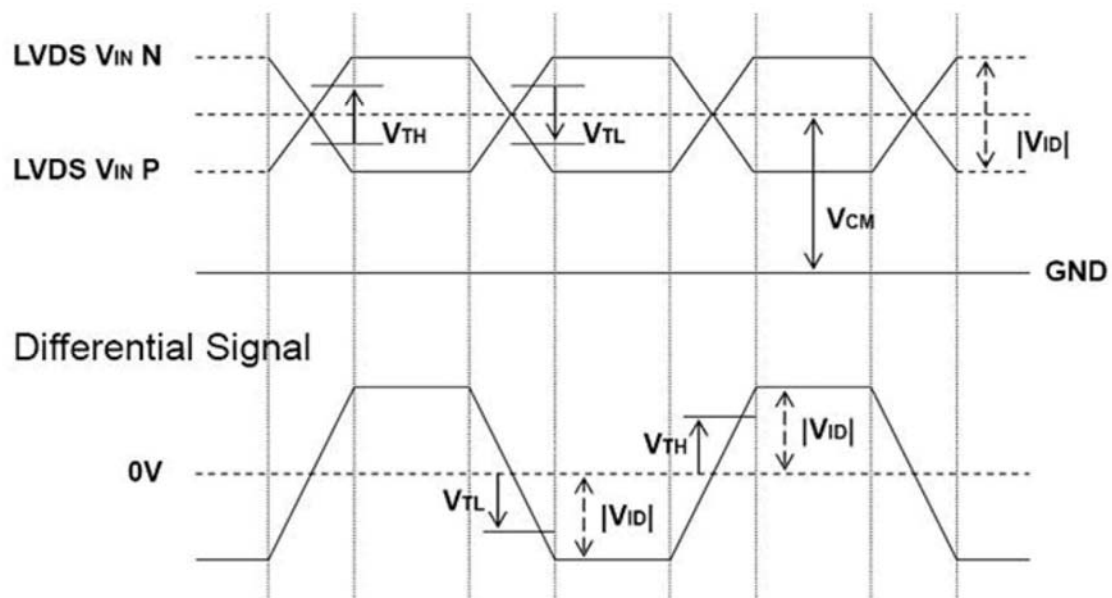 LVDS VIN N
VTH
VTL
|VID|
LVDS VIN P
VCM
GND
Differential Signal
VTH
|VID|
0V
VTL
|VID|